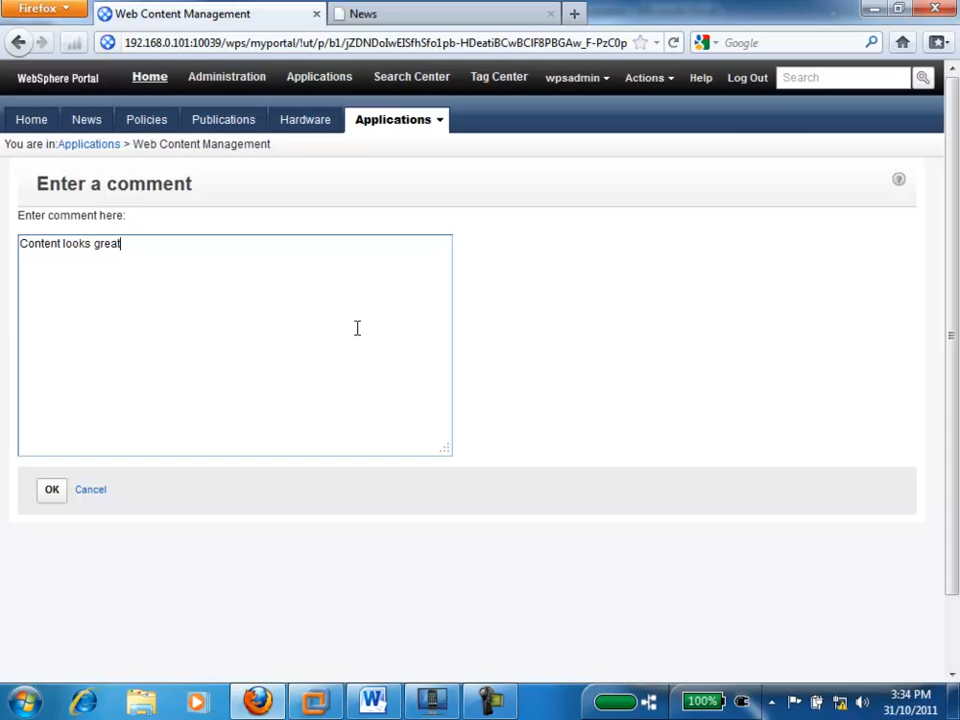 Firefox
Web Content Management
News
192.168.0.101:10039/wps/myportal/!ut/p/b1/jZDNDoIwEISfhSfo1pb-HDeatiBCwBCIF8PBGAw_F-PzC0p
Google
WebSphere Portal
Home
Administration
Applications
Search Center
Tag Center
wpsadmin
Actions
Help
Log Out
Search
Home
News
Policies
Publications
Hardware
Applications
You are in:Applications > Web Content Management
Enter a comment
?
Enter comment here:
Content looks great
OK
Cancel
100%
3:34 PM
31/10/2011